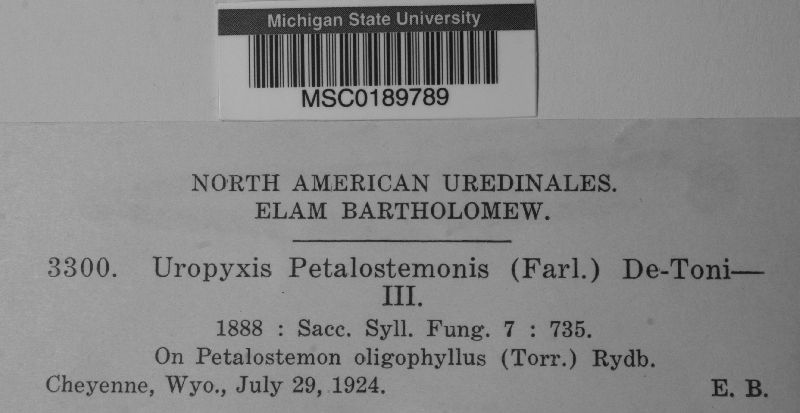 Michigan State University
MSC0189789
NORTH AMERICAN UREDINALES.
ELAM BARTHOLOMEW.
3300. Uropyxis Petalostemonis (Farl.) De-Toni—
III.
1888 : Sacc. Syll. Fung. 7 : 735.
On Petalostemon oligophyllus (Torr.) Rydb.
Cheyenne, Wyo., July 29, 1924. E. B.